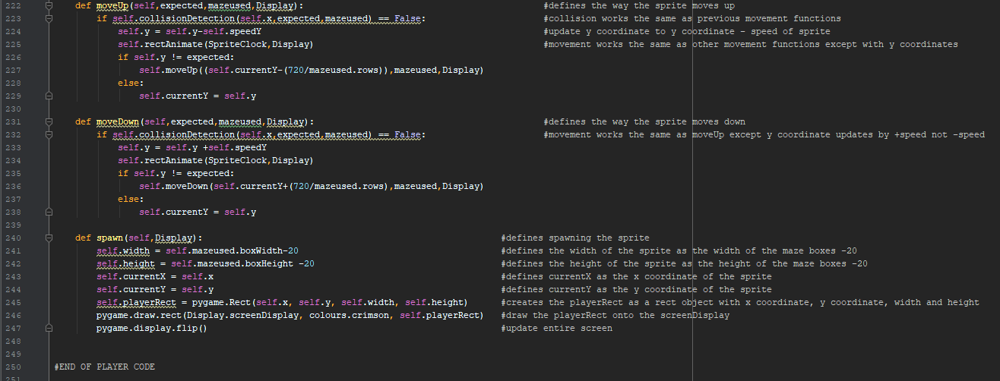 222 def moveUp(self,expected,mazeused,Display): #defines the way the sprite moves up
223 if self.collisionDetection(self.x,expected,mazeused) == False: #collision works the same as previous movement functions
224 self.y = self.y-self.speedY #update y coordinate to y coordinate - speed of sprite
225 self.rectAnimate(SpriteClock,Display) #movement works the same as other movement functions except with y coordinates
226 if self.y != expected:
227 self.moveUp((self.currentY-(720/mazeused.rows)),mazeused,Display)
228 else:
229 self.currentY = self.y
230
231 def moveDown(self,expected,mazeused,Display): #defines the way the sprite moves down
232 if self.collisionDetection(self.x,expected,mazeused) == False: #movement works the same as moveUp except y coordinate updates by +speed not -speed
233 self.y = self.y +self.speedY
234 self.rectAnimate(SpriteClock,Display)
235 if self.y != expected:
236 self.moveDown(self.currentY+(720/mazeused.rows),mazeused,Display)
237 else:
238 self.currentY = self.y
239
240 def spawn(self,Display): #defines spawning the sprite
241 self.width = self.mazeused.boxWidth-20 #defines the width of the sprite as the width of the maze boxes -20
242 self.height = self.mazeused.boxHeight -20 #defines the height of the sprite as the height of the maze boxes -20
243 self.currentX = self.x #defines currentX as the x coordinate of the sprite
244 self.currentY = self.y #defines currentY as the y coordinate of the sprite
245 self.playerRect = pygame.Rect(self.x, self.y, self.width, self.height) #creates the playerRect as a rect object with x coordinate, y coordinate, width and height
246 pygame.draw.rect(Display.screenDisplay, colours.crimson, self.playerRect) #draw the playerRect onto the screenDisplay
247 pygame.display.flip() #update entire screen
248
249
250 #END OF PLAYER CODE
251